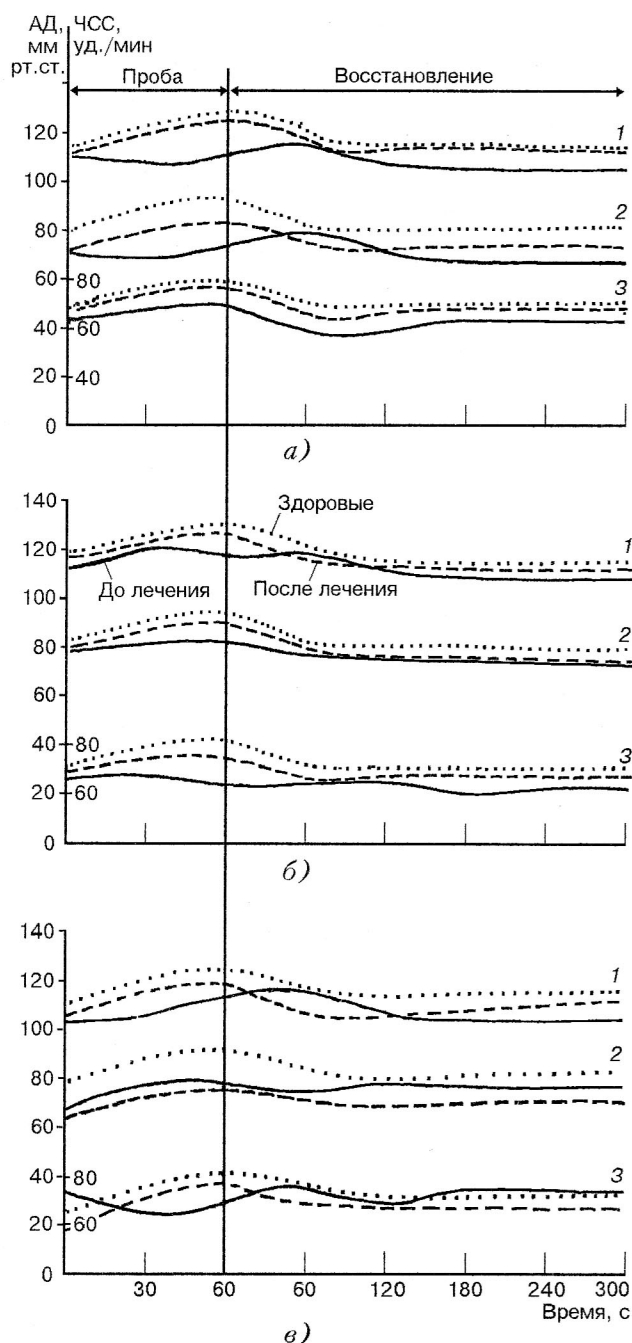 АД, ЧСС,
мм уд./мин
рт.ст.
Проба Восстановление
120
100
80
60 80
40 60
20 40
0
1
2
3
а)
140
120
100
80
60
40 80
20 60
0
Здоровые
До лечения После лечения
1
2
3
б)
140
120
100
80
60
40 80
20 60
0
1
2
3
30 60 60 120 180 240 300
Время, с
в)